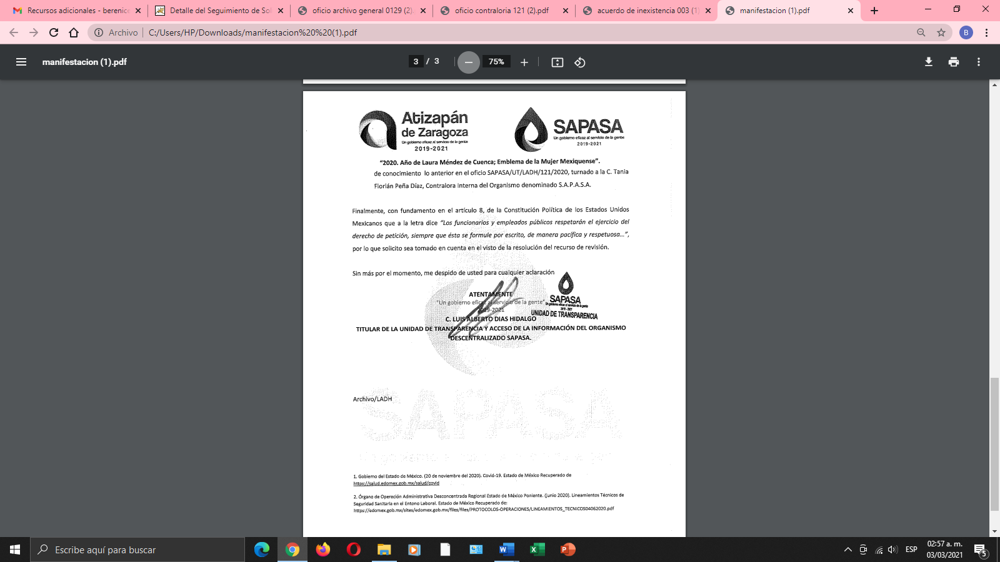 Recursos adicionales - berenice
Detalle del Seguimiento de Sol
oficio archivo general 0129 (2).
oficio contraloria 121 (2).pdf
acuerdo de inexistencia 003 (1)
manifestacion (1).pdf
Archivo
C:/Users/HP/Downloads/manifestacion%20%20(1).pdf
B
manifestacion (1).pdf
3 / 3
75%
Atizapán
de Zaragoza
Un gobierno eficaz al servicio de la gente
2019-2021
SAPASA
Un gobierno eficaz al servicio de la gente
2019-2021
“2020. Año de Laura Méndez de Cuenca; Emblema de la Mujer Mexiquense”.
de conocimiento lo anterior en el oficio SAPASA/UT/LADH/121/2020, turnado a la C. Tania
Florián Peña Díaz, Contralora Interna del Organismo denominado S.A.P.A.S.A.
Finalmente, con fundamento en el artículo 8, de la Constitución Política de los Estados Unidos
Mexicanos que a la letra dice “Los funcionarios y empleados públicos respetarán el ejercicio del
derecho de petición, siempre que ésta se formule por escrito, de manera pacífica y respetuosa...”,
por lo que solicito sea tomado en cuenta en el visto de la resolución del recurso de revisión.
Sin más por el momento, me despido de usted para cualquier aclaración
ATENTAMENTE
“Un gobierno eficaz al servicio de la gente”
2019-2021
SAPASA
Un gobierno eficaz al servicio de la gente
2019 - 2021
UNIDAD DE TRANSPARENCIA
C. LUIS ALBERTO DIAS HIDALGO
TITULAR DE LA UNIDAD DE TRANSPARENCIA Y ACCESO DE LA INFORMACIÓN DEL ORGANISMO
DESCENTRALIZADO SAPASA.
Archivo/LADH
SAPASA
1. Gobierno del Estado de México. (20 de noviembre del 2020). Covid-19. Estado de México Recuperado de
https://salud.edomex.gob.mx/salud/covid
2. Órgano de Operación Administrativa Desconcentrada Regional Estado de México Poniente. (junio 2020). Lineamientos Técnicos de
Seguridad Sanitaria en el Entono Laboral. Estado de México Recuperado de:
https://edomex.gob.mx/sites/edomex.gob.mx/files/files/PROTOCOLOS-OPERACIONES/LINEAMIENTOS_TECNICOS04062020.pdf
Escribe aquí para buscar
ESP
02:57 a. m.
03/03/2021
5